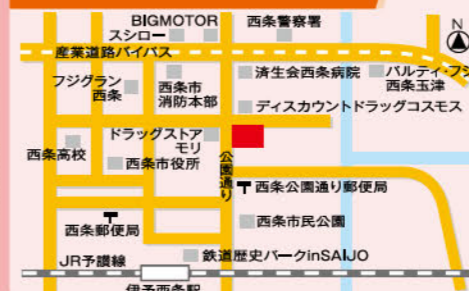 BIGMOTOR
スシロー
西条警察署
N
産業道路バイパス
フジグラン
西条
西条市
消防本部
済生会西条病院
パルティ・フジ
西条玉津
ディスカウントドラッグコスモス
ドラッグストア
モリ
西条高校
西条市役所
公園通り
西条公園通り郵便局
西条郵便局
西条市民公園
JR予讃線
鉄道歴史パークinSAIJO
伊予西条駅